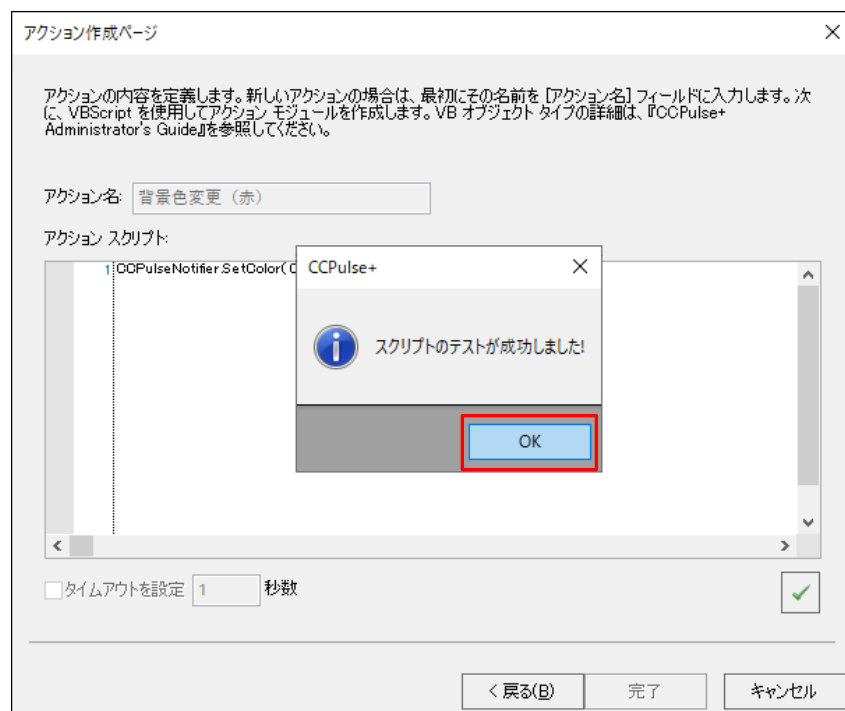 アクション作成ページ
アクションの内容を定義します。新しいアクションの場合は、最初にその名前を [アクション名] フィールドに入力します。次
に、VBScript を使用してアクション モジュールを作成します。VB オブジェクト タイプの詳細は、『CCPulse+
Administrator's Guide』を参照してください。
アクション名: 背景色変更（赤）
アクション スクリプト:
1 CCPulseNotifier.SetColor(
CCPulse+
スクリプトのテストが成功しました!
OK
タイムアウトを設定 1 秒数
< 戻る(B) 完了 キャンセル